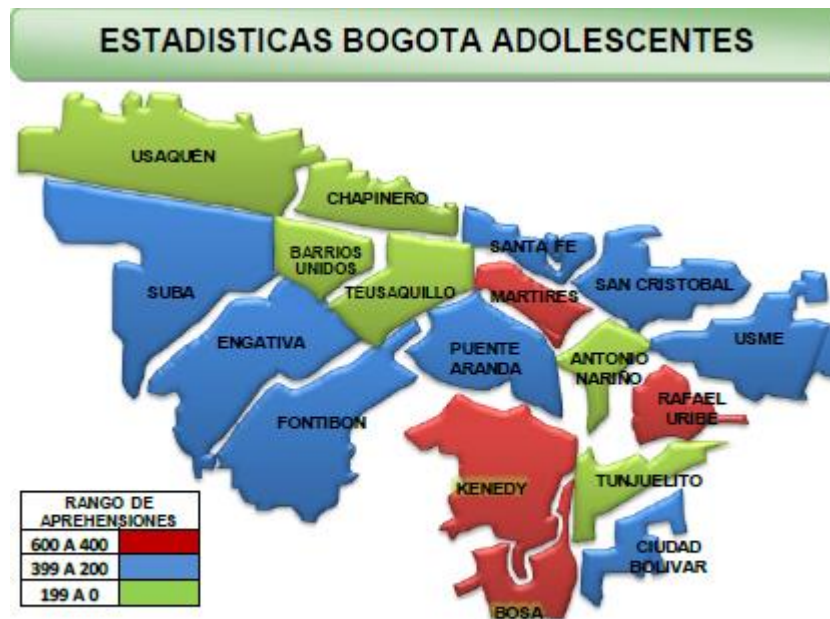 ESTADISTICAS BOGOTA ADOLESCENTES
USAQUÉN
CHAPINERO
SANTA FE
BARRIOS
UNIDOS
SUBA
TEUSAQUILLO
MARTIRES
SAN CRISTOBAL
ENGATIVA
PUENTE
ARANDA
ANTONIO
NARIÑO
USME
FONTIBON
RAFAEL
URIBE
KENEDY
TUNJUELITO
CIUDAD
BOLIVAR
BOSA
RANGO DE
APREHENSIONES
600 A 400
399 A 200
199 A 0